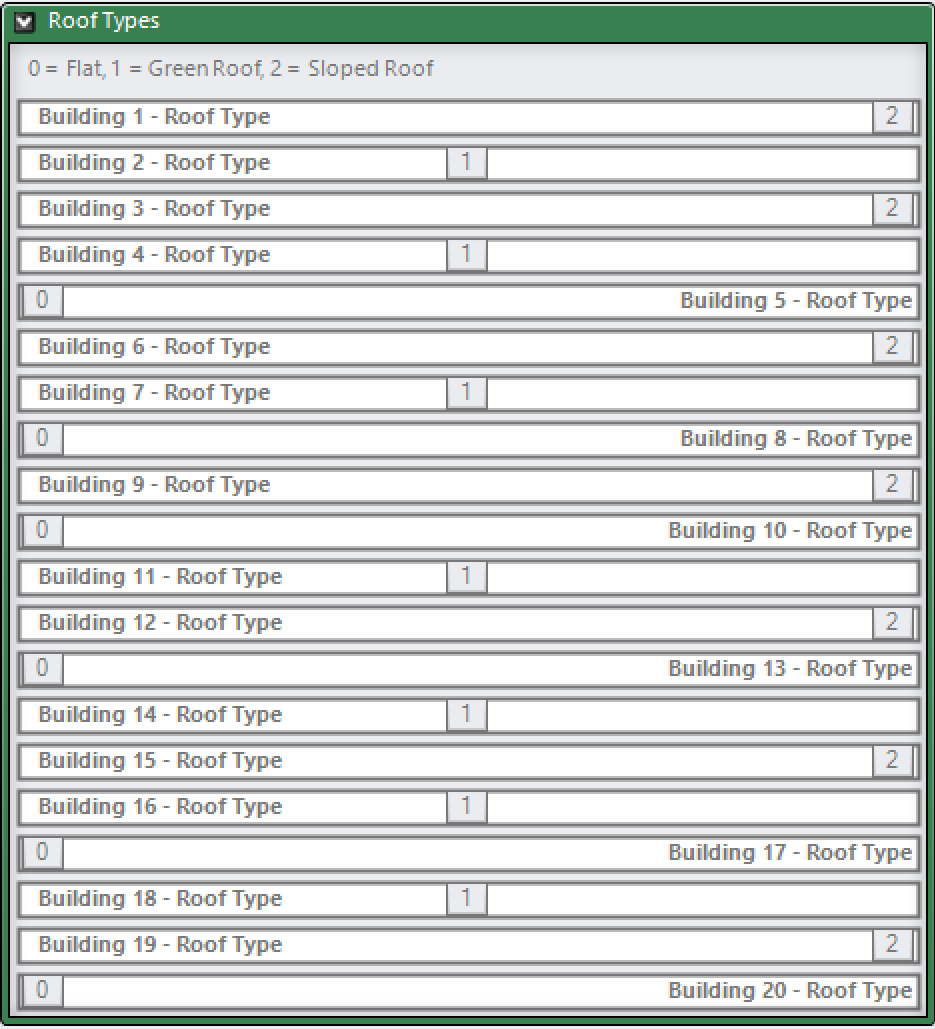 Roof Types
0 = Flat, 1 = Green Roof, 2 = Sloped Roof
Building 1 - Roof Type 2
Building 2 - Roof Type 1
Building 3 - Roof Type 2
Building 4 - Roof Type 1
0 Building 5 - Roof Type
Building 6 - Roof Type 2
Building 7 - Roof Type 1
0 Building 8 - Roof Type
Building 9 - Roof Type 2
0 Building 10 - Roof Type
Building 11 - Roof Type 1
Building 12 - Roof Type 2
0 Building 13 - Roof Type
Building 14 - Roof Type 1
Building 15 - Roof Type 2
Building 16 - Roof Type 1
0 Building 17 - Roof Type
Building 18 - Roof Type 1
Building 19 - Roof Type 2
0 Building 20 - Roof Type